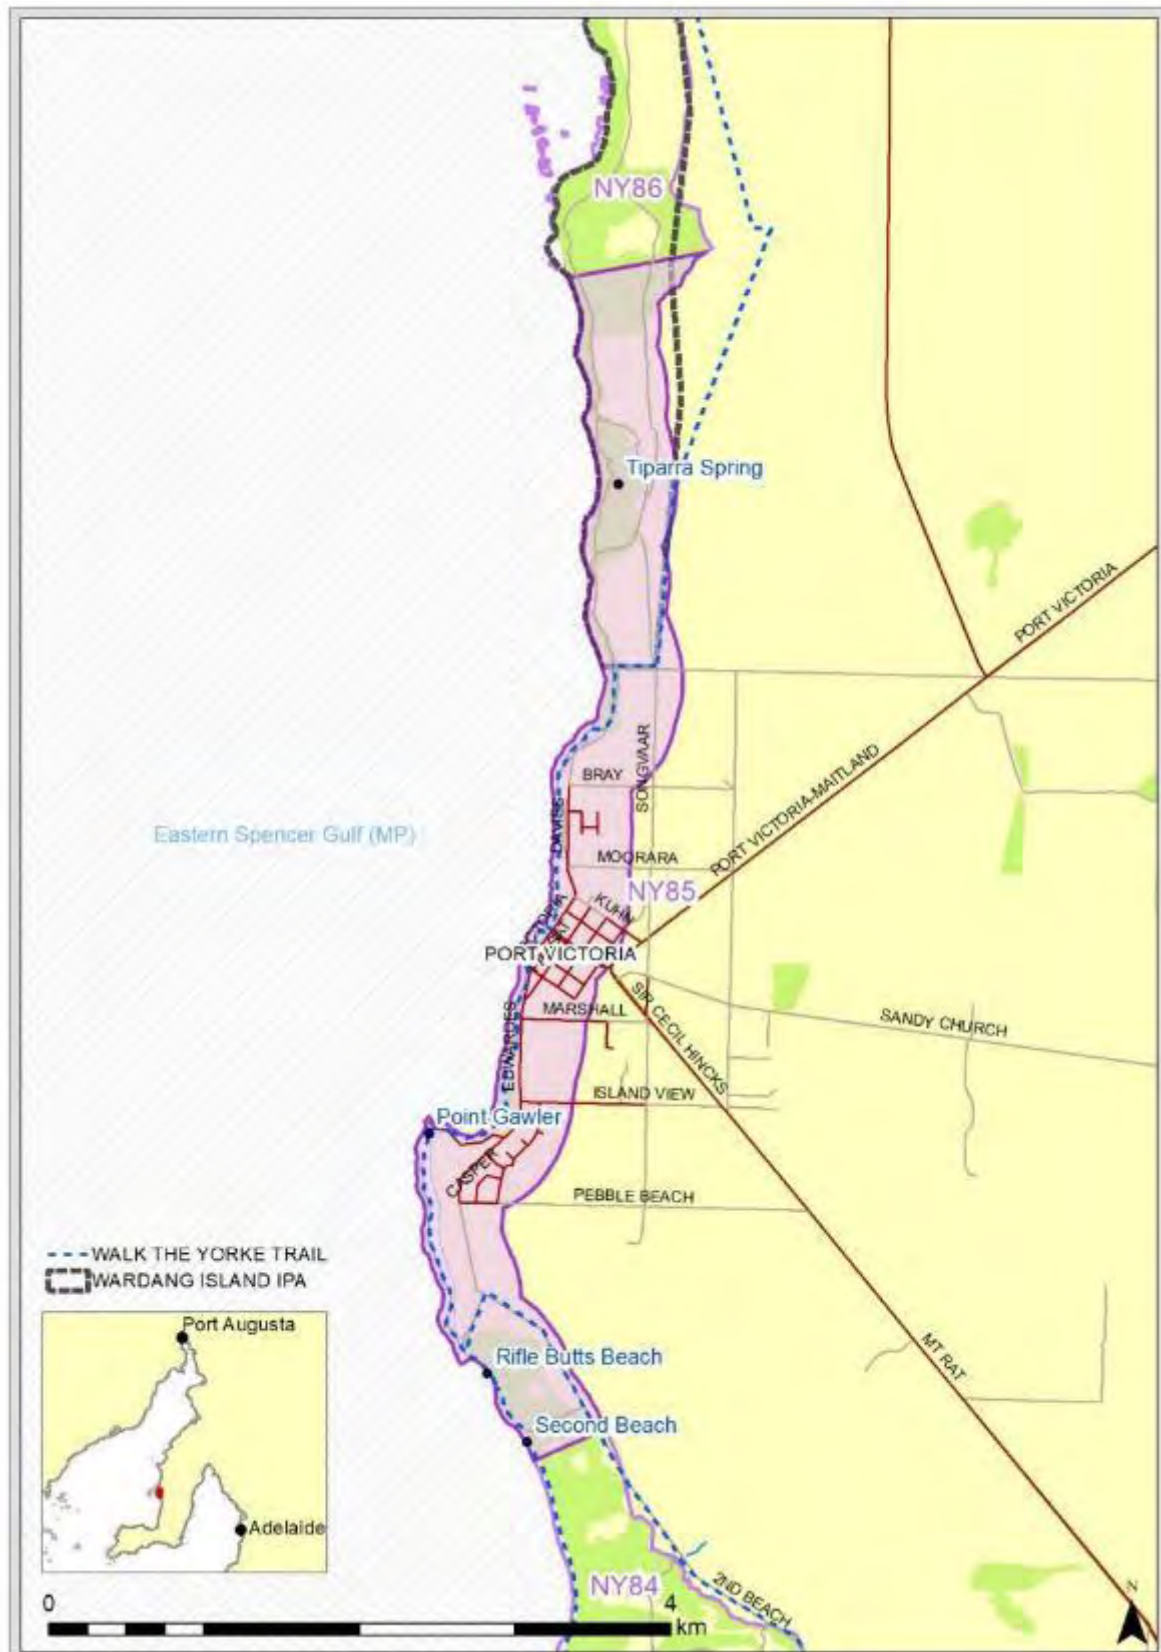 NY86
Tiparra Spring
PORT VICTORIA
SONGVAAR
BRAY
PORT VICTORIA-MAITLAND
Eastern Spencer Gulf (MP)
DAVIES
MOORARA
NY85
KUHN
PORT VICTORIA
MARSHALL
SIR CECIL HINCKS
SANDY CHURCH
EDWARDES
ISLAND VIEW
Point Gawler
CASPER
PEBBLE BEACH
WALK THE YORKE TRAIL
WARDANG ISLAND IPA
Port Augusta
MT RAT
Rifle Butts Beach
Second Beach
Adelaide
NY84
2ND BEACH
N
0 4
km